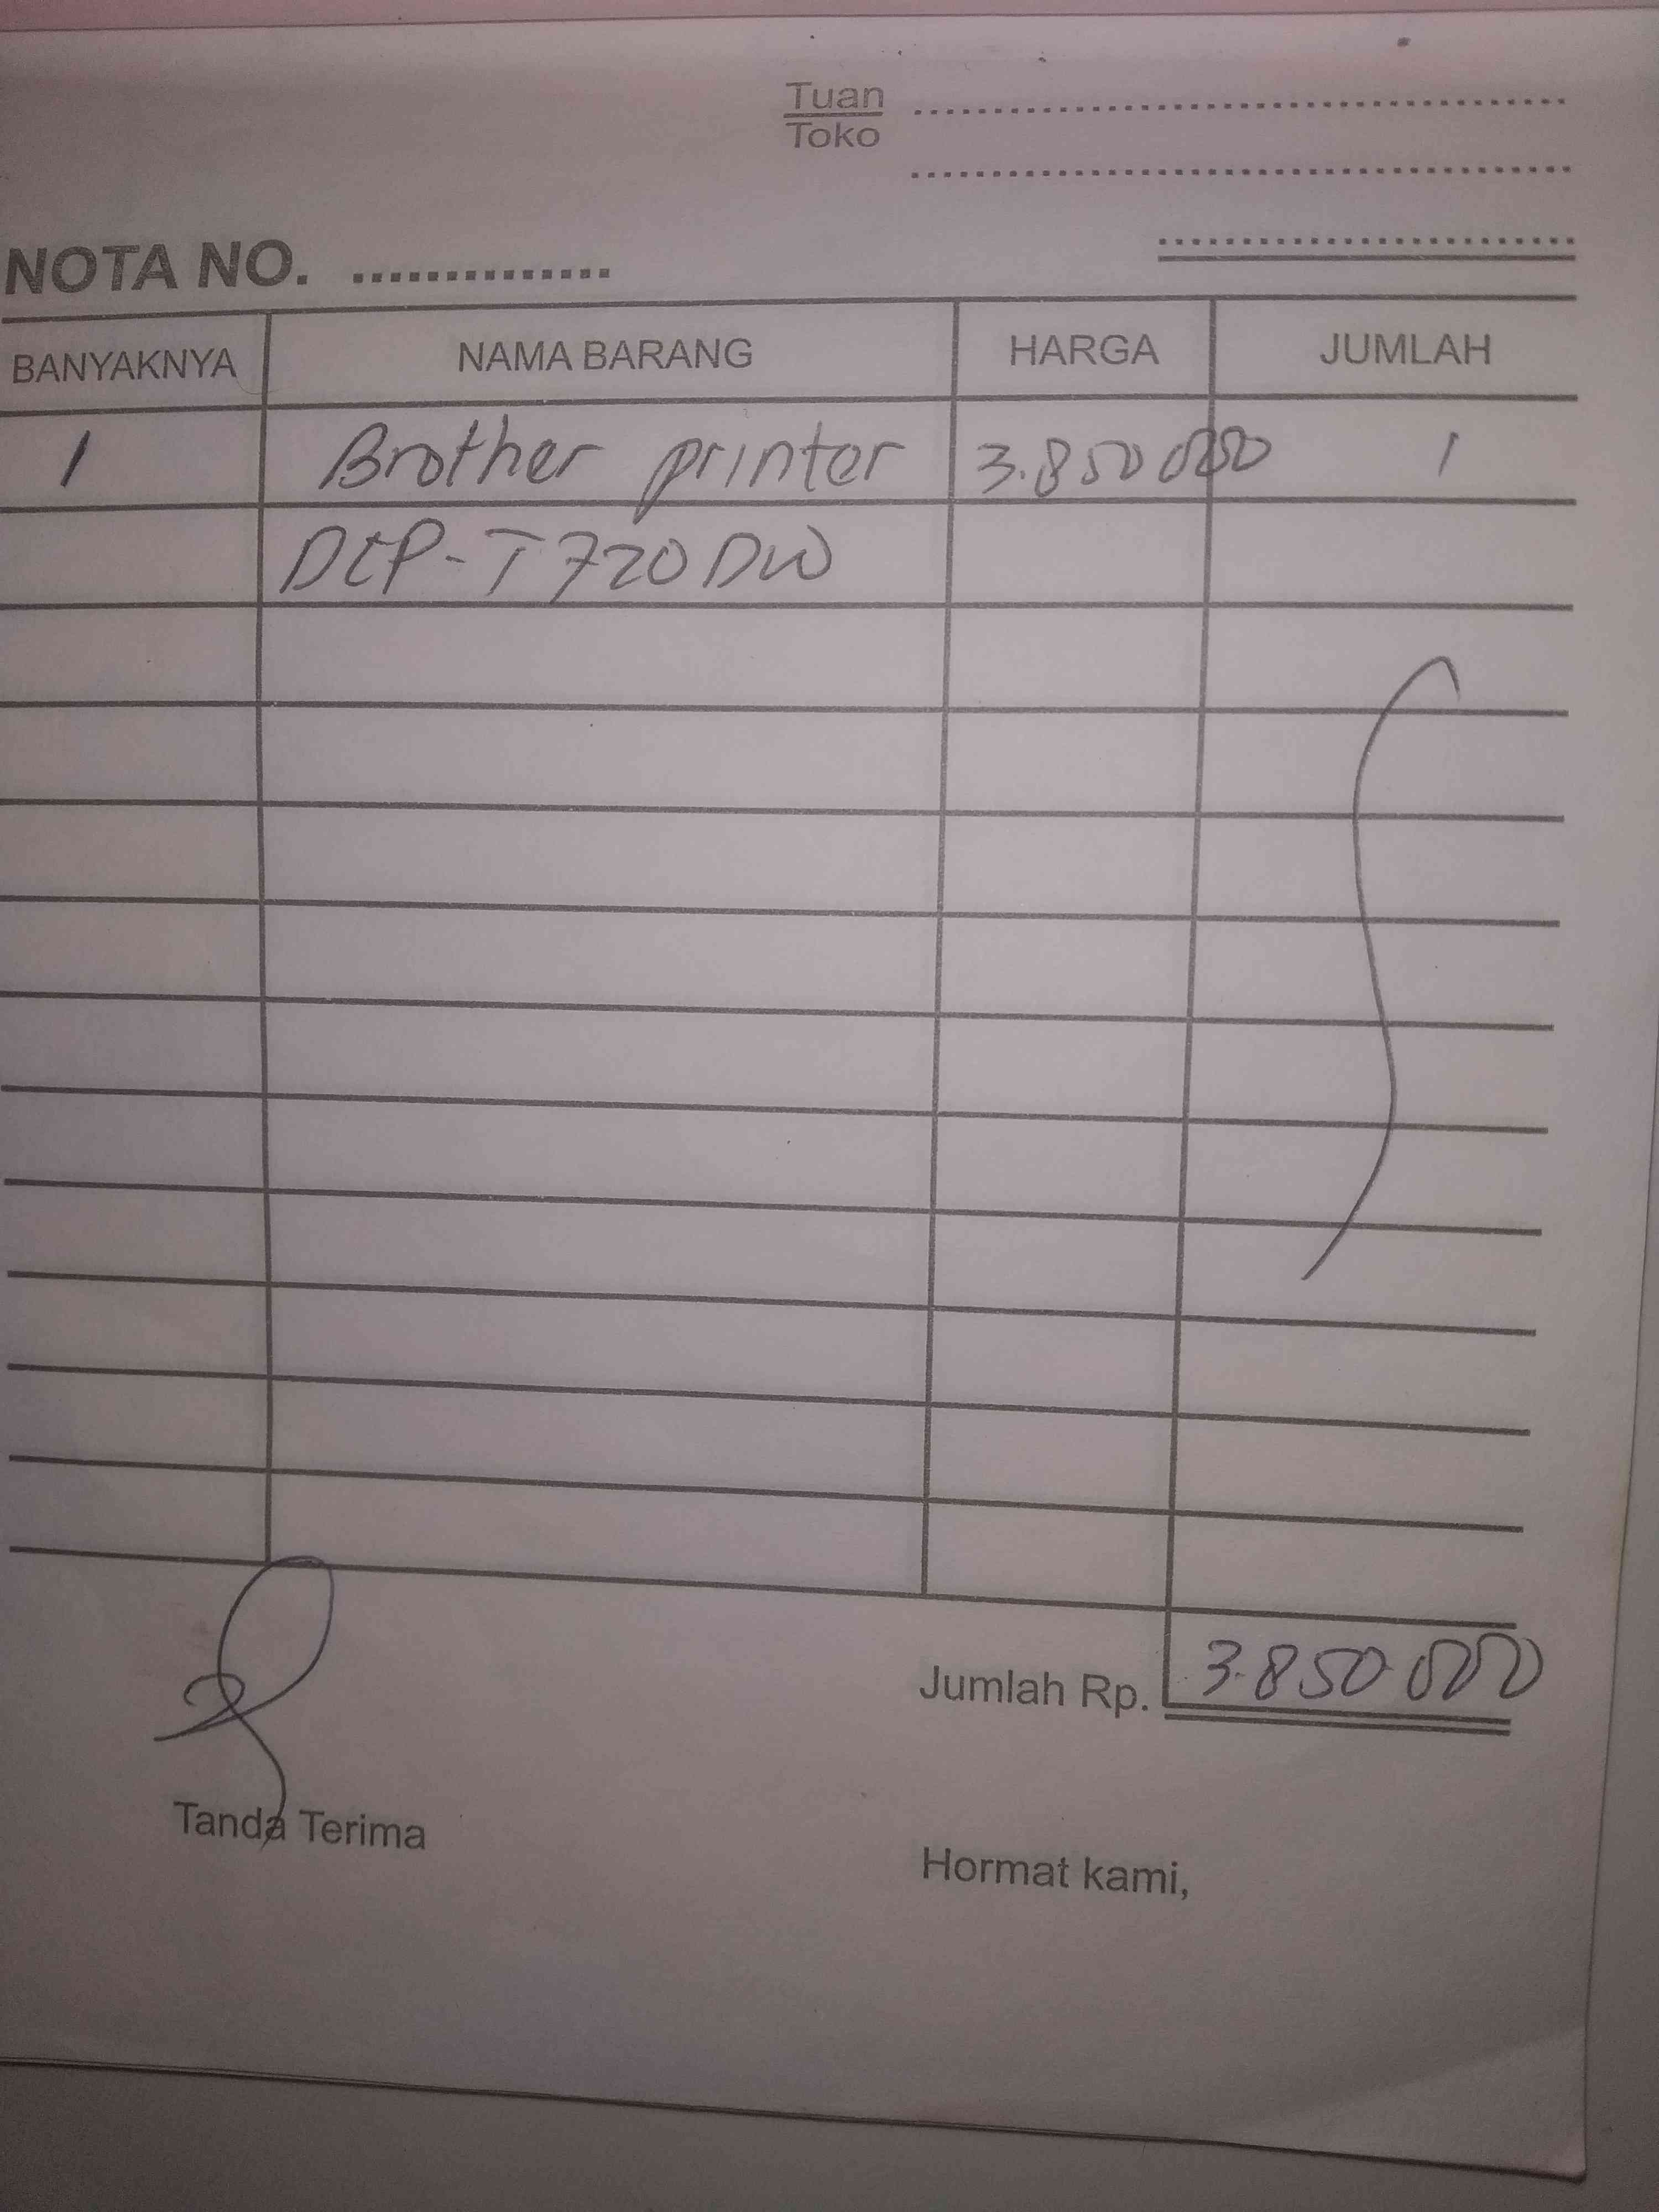 Tuan
Toko
NOTA NO. ..............
BANYAKNYA NAMA BARANG HARGA JUMLAH
1 Brother printer 3.850.000 1
DCP-T720DW
Jumlah Rp. 3.850.000
Tanda Terima
Hormat kami,